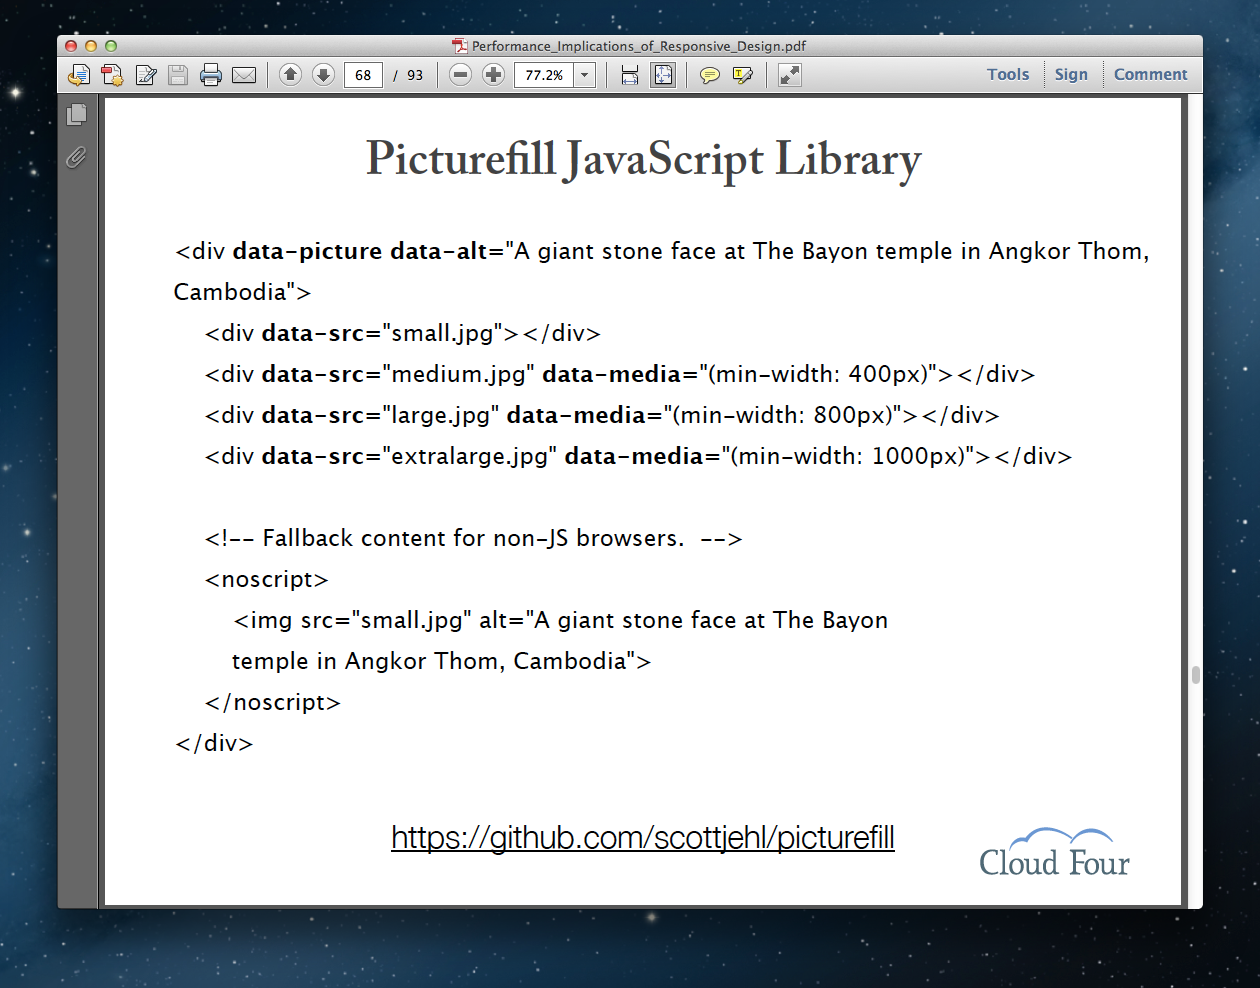 Performance_Implications_of_Responsive_Design.pdf
68 / 93 77.2% Tools Sign Comment
Picturefill JavaScript Library
<div data-picture data-alt="A giant stone face at The Bayon temple in Angkor Thom,
Cambodia">
<div data-src="small.jpg"></div>
<div data-src="medium.jpg" data-media="(min-width: 400px)"></div>
<div data-src="large.jpg" data-media="(min-width: 800px)"></div>
<div data-src="extralarge.jpg" data-media="(min-width: 1000px)"></div>
<!-- Fallback content for non-JS browsers.  -->
<noscript>
<img src="small.jpg" alt="A giant stone face at The Bayon
temple in Angkor Thom, Cambodia">
</noscript>
</div>
https://github.com/scottjehl/picturefill
Cloud Four